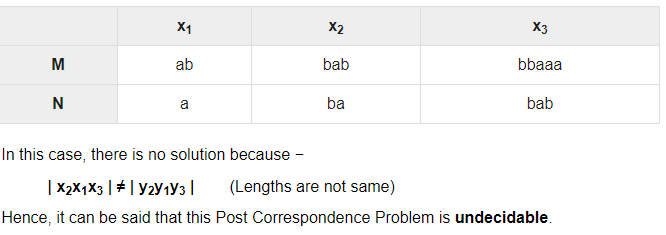 x₁ x₂ x₃
M ab bab bbaaa
N a ba bab
In this case, there is no solution because −
| x₂x₁x₃ | ≠ | y₂y₁y₃ | (Lengths are not same)
Hence, it can be said that this Post Correspondence Problem is undecidable.